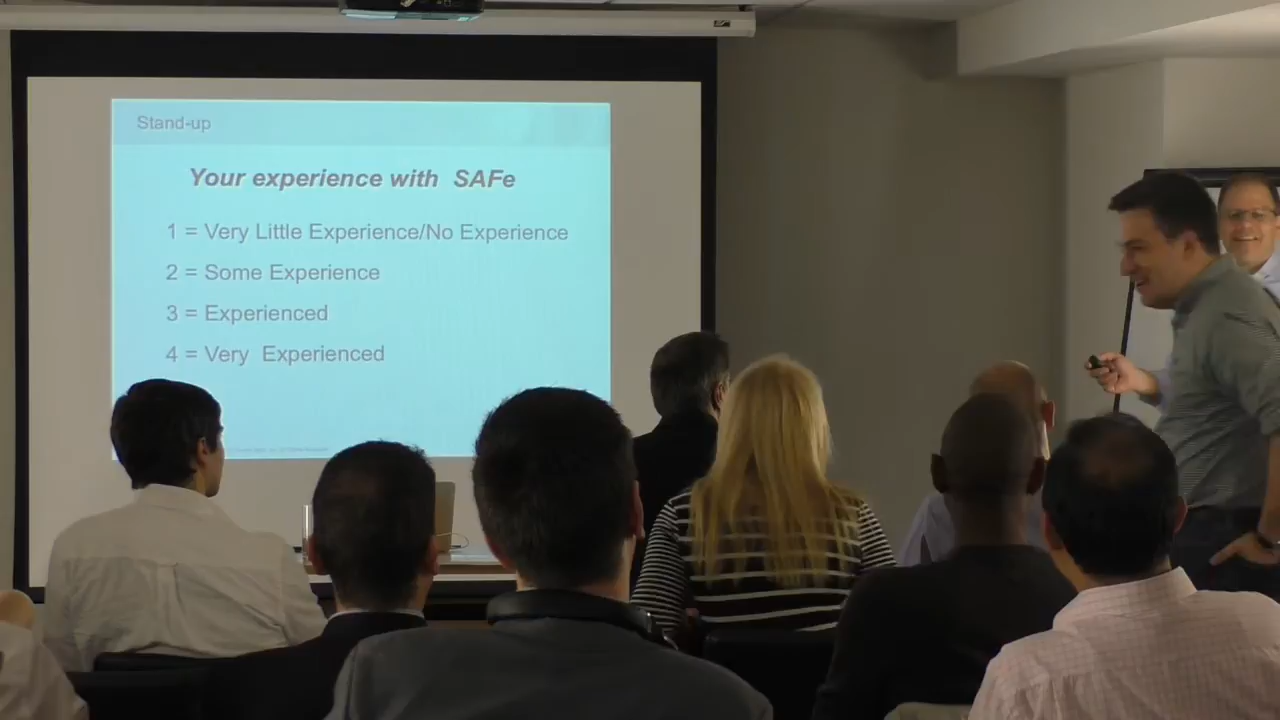 Stand-up
Your experience with SAFe
1 = Very Little Experience/No Experience
2 = Some Experience
3 = Experienced
4 = Very Experienced